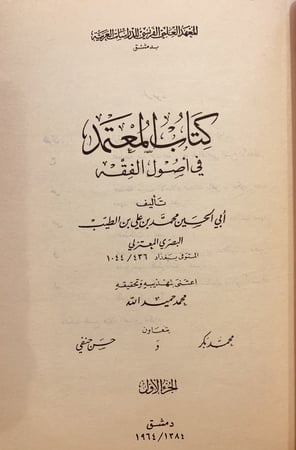 المعهد العلمي الفرنسي للدراسات العربية
بدمشق
كتاب المعتمد
في أصول الفقه
تأليف
أبي الحسين محمد بن علي بن الطيب
البصري المعتزلي
المتوفى ببغداد ٤٣٦/١٠٤٤
اعتنى بتهذيبه وتحقيقه
محمد حميد الله
بتعاون
محمد بكر و حسن حنفي
الجزء الأول
دمشق
١٩٦٤/١٣٨٤